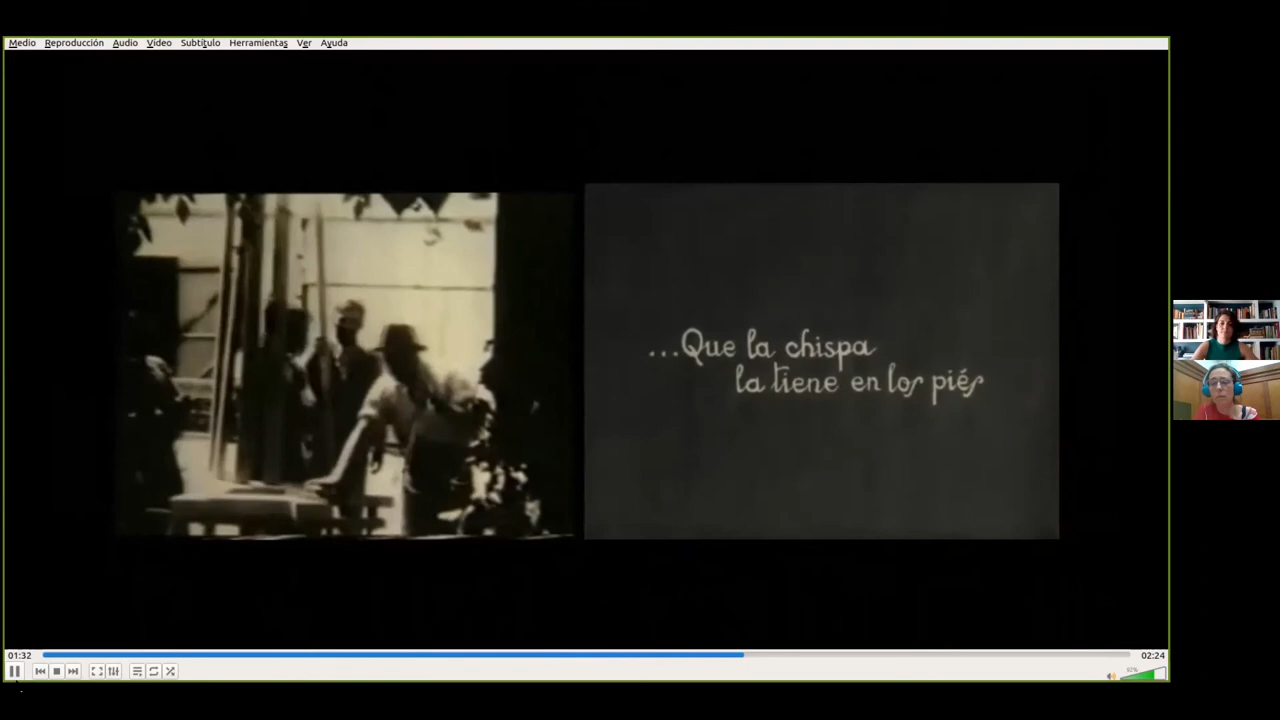 Medio Reproducción Audio Vídeo Subtítulo Herramientas Ver Ayuda
...Que la chispa
la tiene en los piés
01:32
02:24
92%